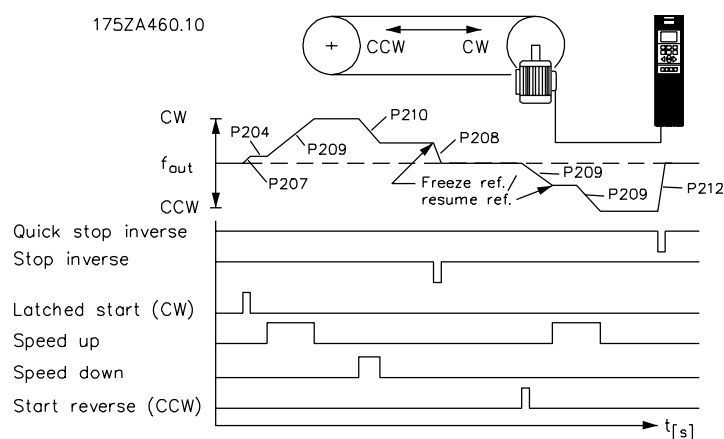 175ZA460.10
+
CCW
CW
CW
P204
P209
P210
P208
fout
P207
Freeze ref./
resume ref.
P209
P209
P212
CCW
Quick stop inverse
Stop inverse
Latched start (CW)
Speed up
Speed down
Start reverse (CCW)
t[s]